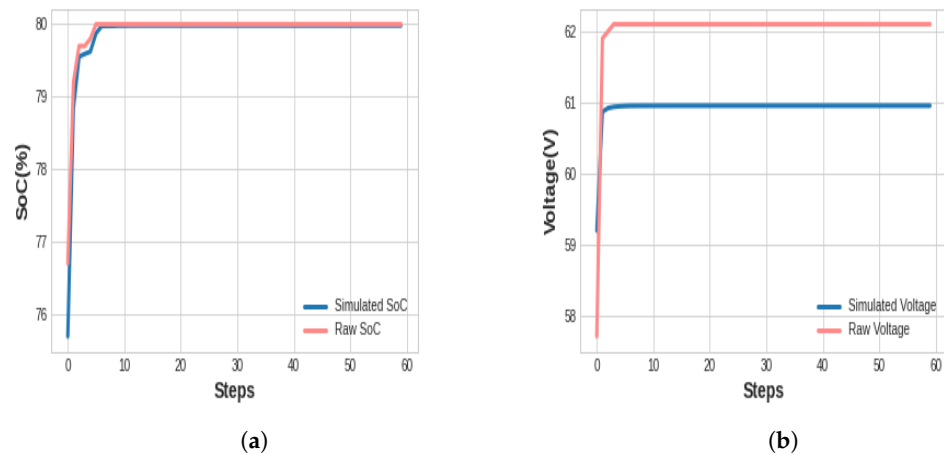 80
79
78
77
76
SoC(%)
Simulated SoC
Raw SoC
0 10 20 30 40 50 60
Steps
(a)
62
61
60
59
58
Voltage(V)
Simulated Voltage
Raw Voltage
0 10 20 30 40 50 60
Steps
(b)